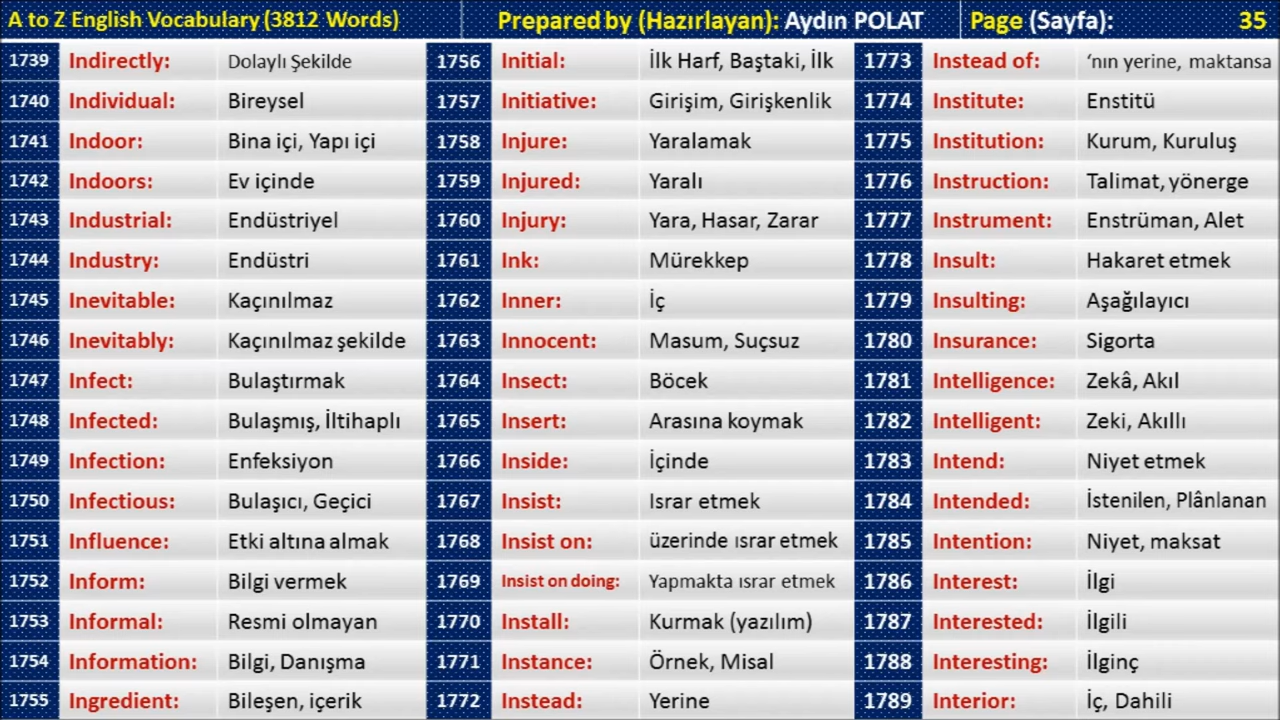 A to Z English Vocabulary (3812 Words) Prepared by (Hazırlayan): Aydın POLAT Page (Sayfa): 35
1739 Indirectly: Dolaylı Şekilde
1740 Individual: Bireysel
1741 Indoor: Bina içi, Yapı içi
1742 Indoors: Ev içinde
1743 Industrial: Endüstriyel
1744 Industry: Endüstri
1745 Inevitable: Kaçınılmaz
1746 Inevitably: Kaçınılmaz şekilde
1747 Infect: Bulaştırmak
1748 Infected: Bulaşmış, İltihaplı
1749 Infection: Enfeksiyon
1750 Infectious: Bulaşıcı, Geçici
1751 Influence: Etki altına almak
1752 Inform: Bilgi vermek
1753 Informal: Resmi olmayan
1754 Information: Bilgi, Danışma
1755 Ingredient: Bileşen, içerik
1756 Initial: İlk Harf, Baştaki, İlk
1757 Initiative: Girişim, Girişkenlik
1758 Injure: Yaralamak
1759 Injured: Yaralı
1760 Injury: Yara, Hasar, Zarar
1761 Ink: Mürekkep
1762 Inner: İç
1763 Innocent: Masum, Suçsuz
1764 Insect: Böcek
1765 Insert: Arasına koymak
1766 Inside: İçinde
1767 Insist: Israr etmek
1768 Insist on: üzerinde ısrar etmek
1769 Insist on doing: Yapmakta ısrar etmek
1770 Install: Kurmak (yazılım)
1771 Instance: Örnek, Misal
1772 Instead: Yerine
1773 Instead of: ‘nın yerine, maktansa
1774 Institute: Enstitü
1775 Institution: Kurum, Kuruluş
1776 Instruction: Talimat, yönerge
1777 Instrument: Enstrüman, Alet
1778 Insult: Hakaret etmek
1779 Insulting: Aşağılayıcı
1780 Insurance: Sigorta
1781 Intelligence: Zekâ, Akıl
1782 Intelligent: Zeki, Akıllı
1783 Intend: Niyet etmek
1784 Intended: İstenilen, Plânlanan
1785 Intention: Niyet, maksat
1786 Interest: İlgi
1787 Interested: İlgili
1788 Interesting: İlginç
1789 Interior: İç, Dahili